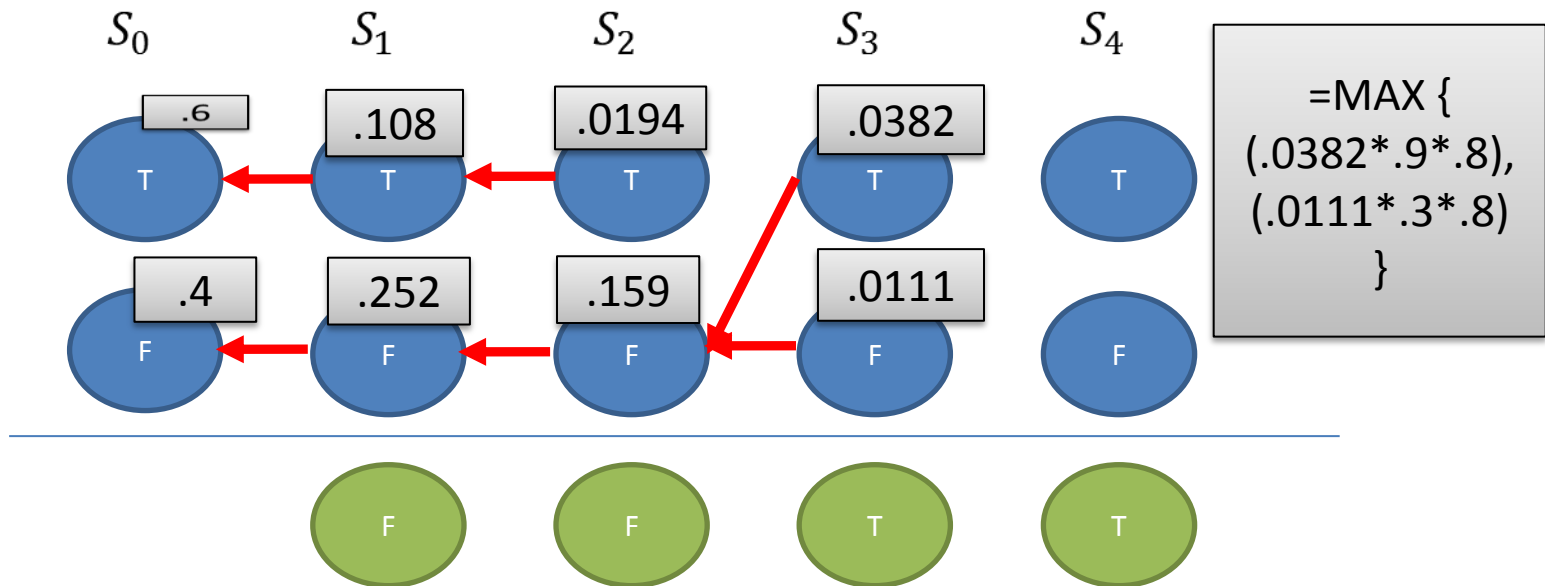 S₀ S₁ S₂ S₃ S₄
.6 .108 .0194 .0382
T T T T T
.4 .252 .159 .0111
F F F F F
F F T T
=MAX {
(.0382*.9*.8),
(.0111*.3*.8)
}